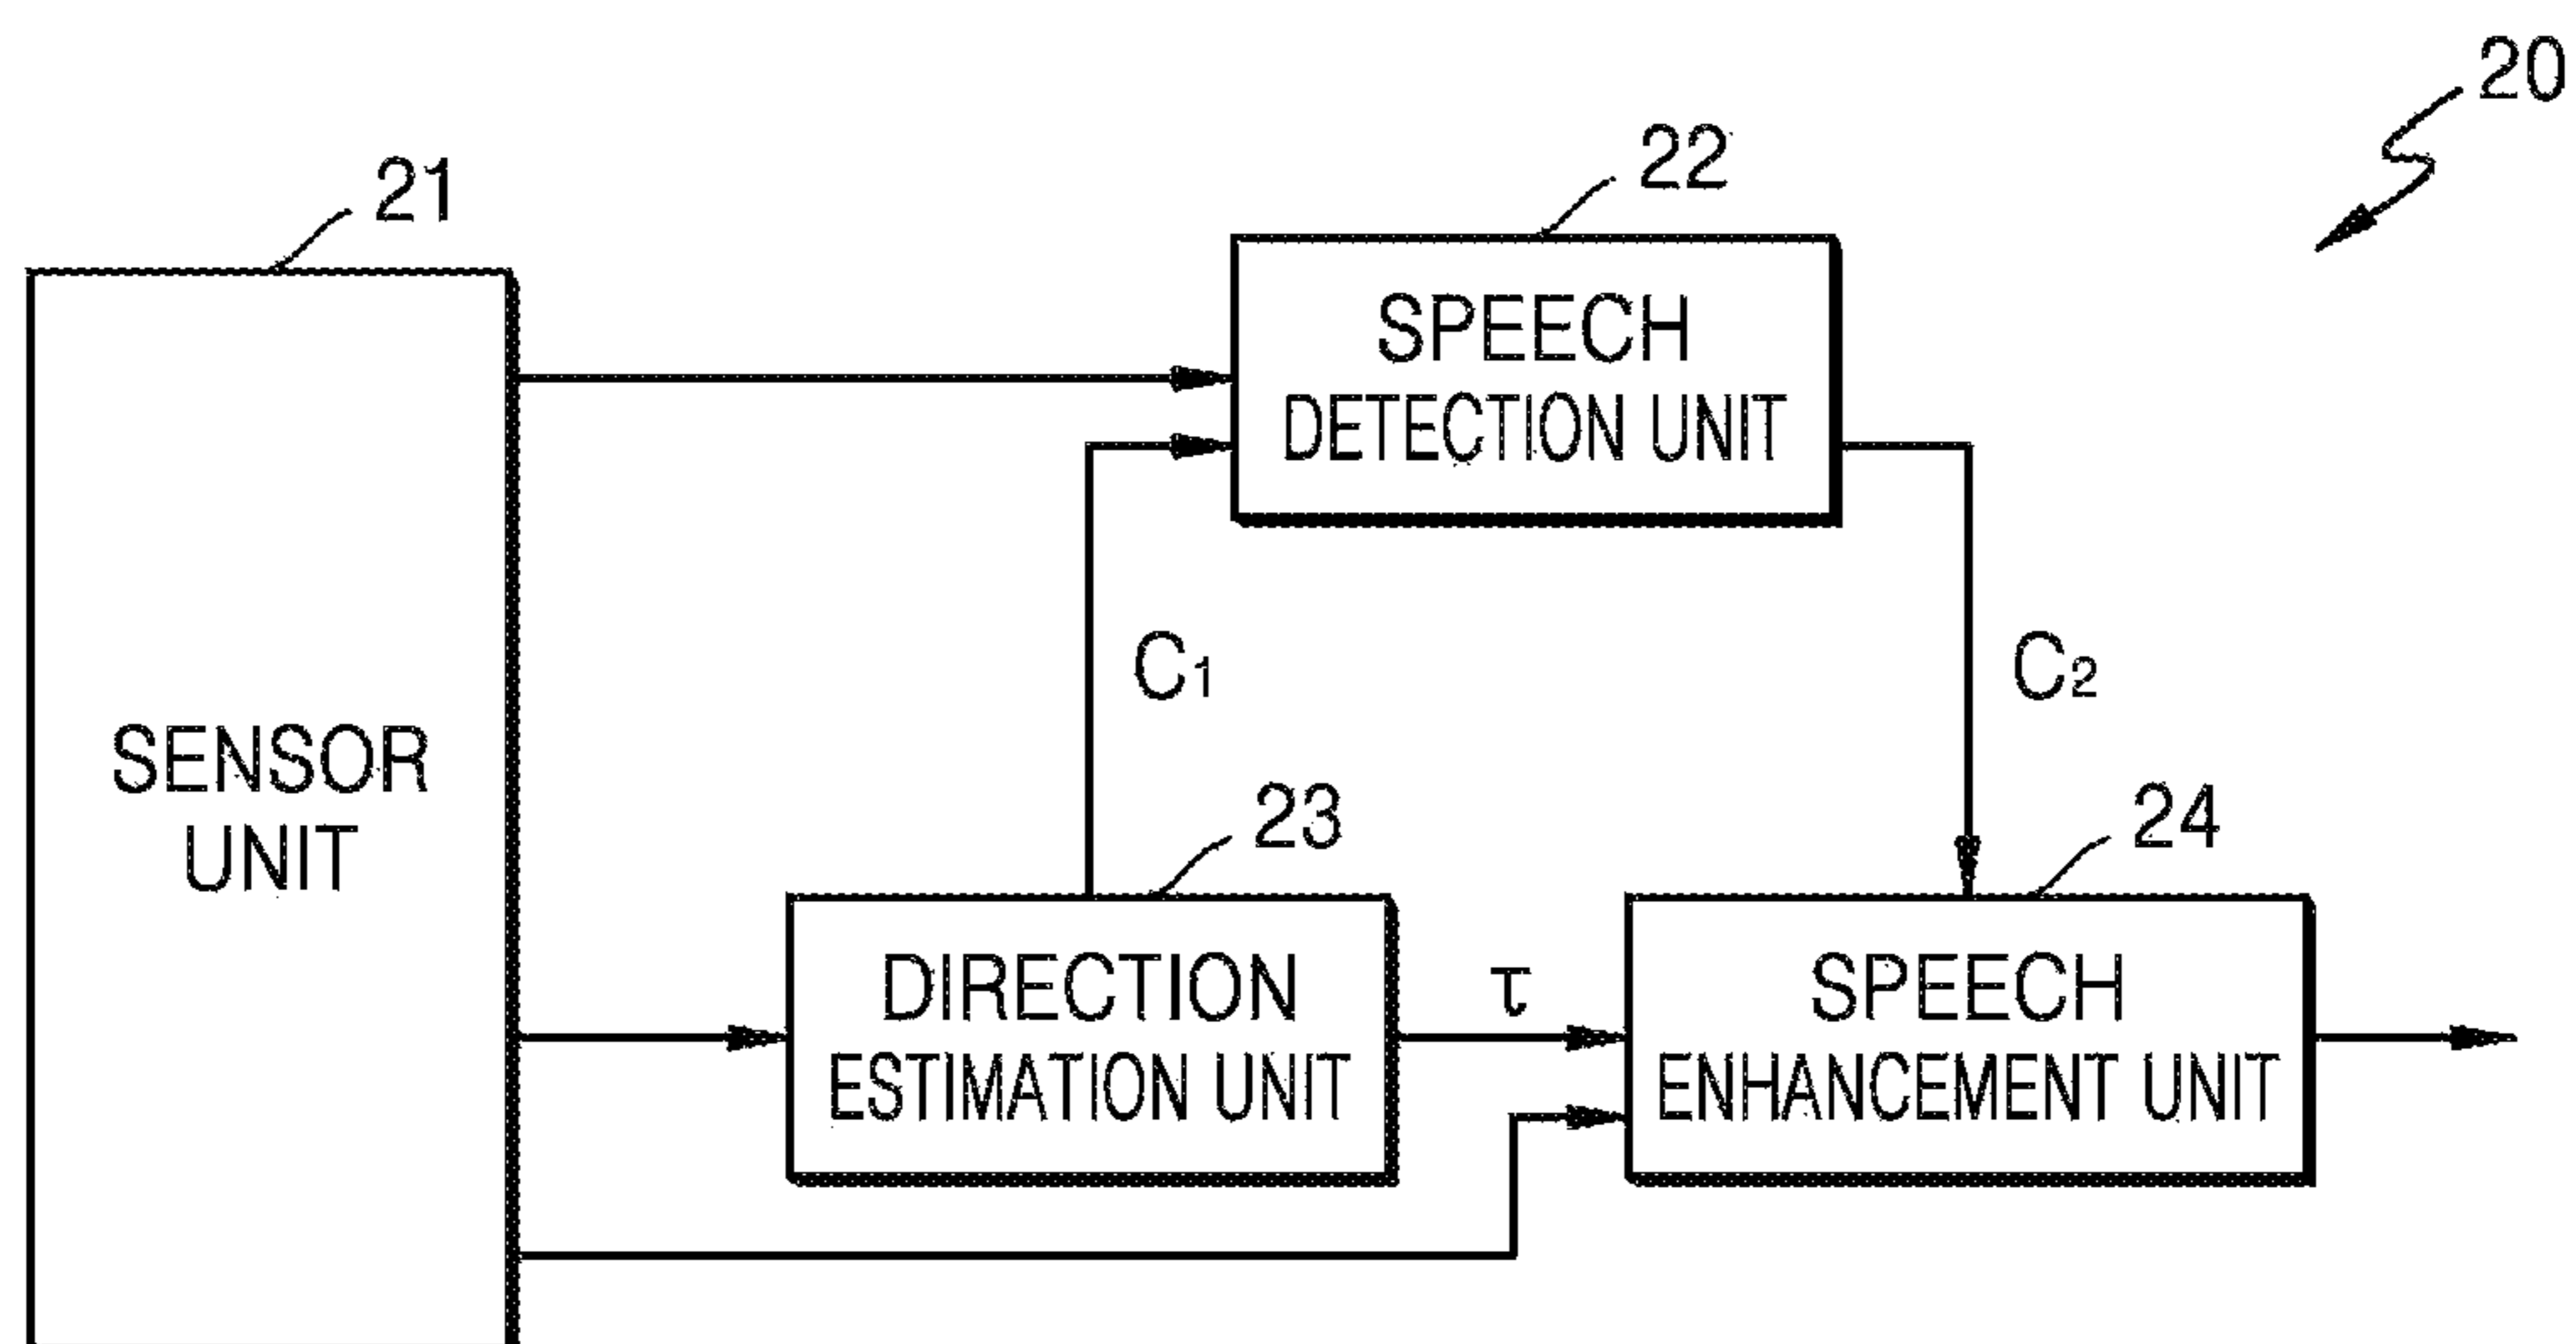 20
21
22
SPEECH
DETECTION UNIT
C₁
C₂
SENSOR
UNIT
23
24
DIRECTION
ESTIMATION UNIT
τ
SPEECH
ENHANCEMENT UNIT